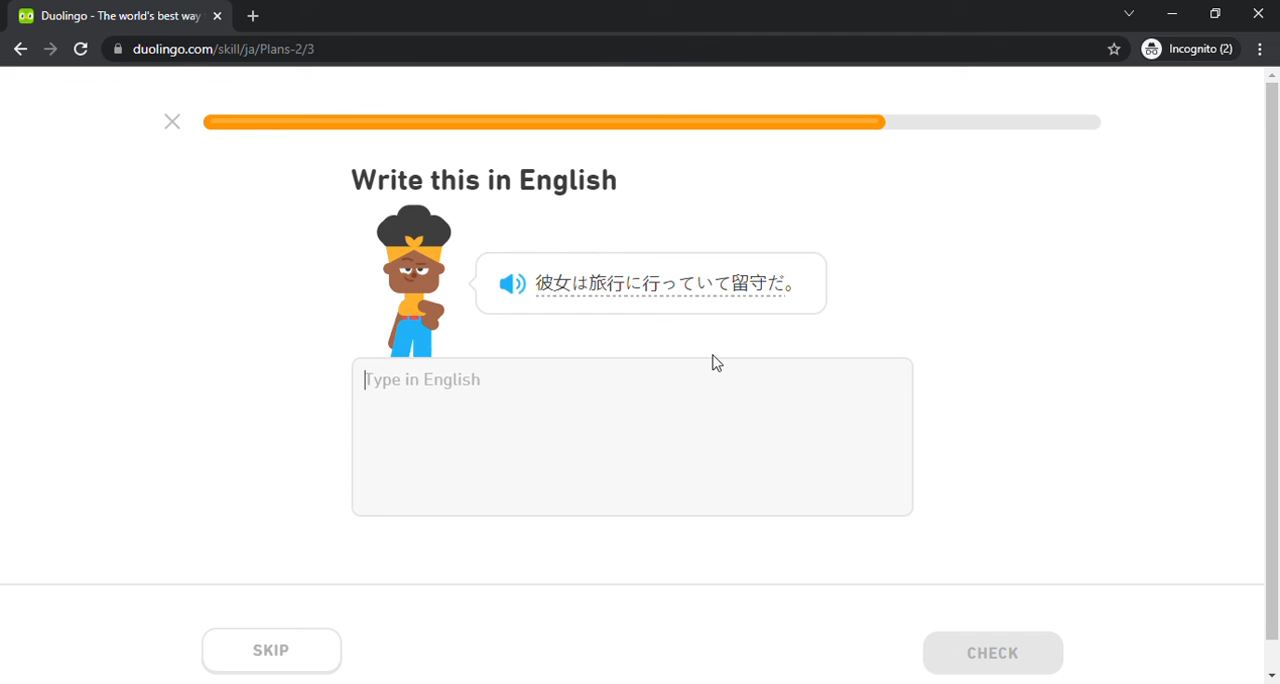 Duolingo - The world's best way
duolingo.com/skill/ja/Plans-2/3
Incognito (2)
Write this in English
彼女は旅行に行っていて留守だ。
Type in English
SKIP
CHECK